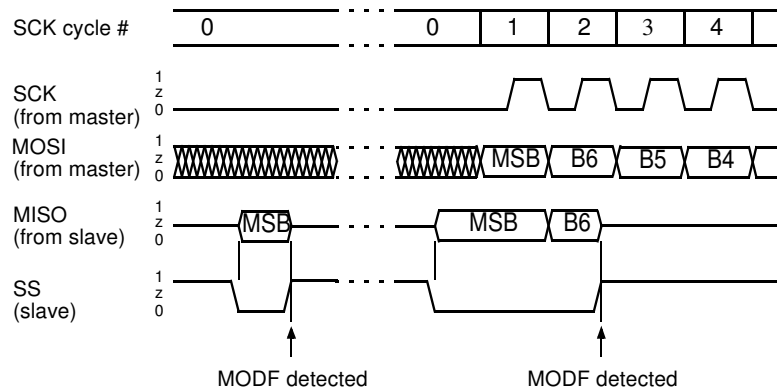 SCK cycle # 0 0 1 2 3 4
SCK
(from master)
1
z
0
MOSI
(from master)
1
z
0
MSB B6 B5 B4
MISO
(from slave)
1
z
0
MSB MSB B6
SS
(slave)
1
z
0
MODF detected MODF detected